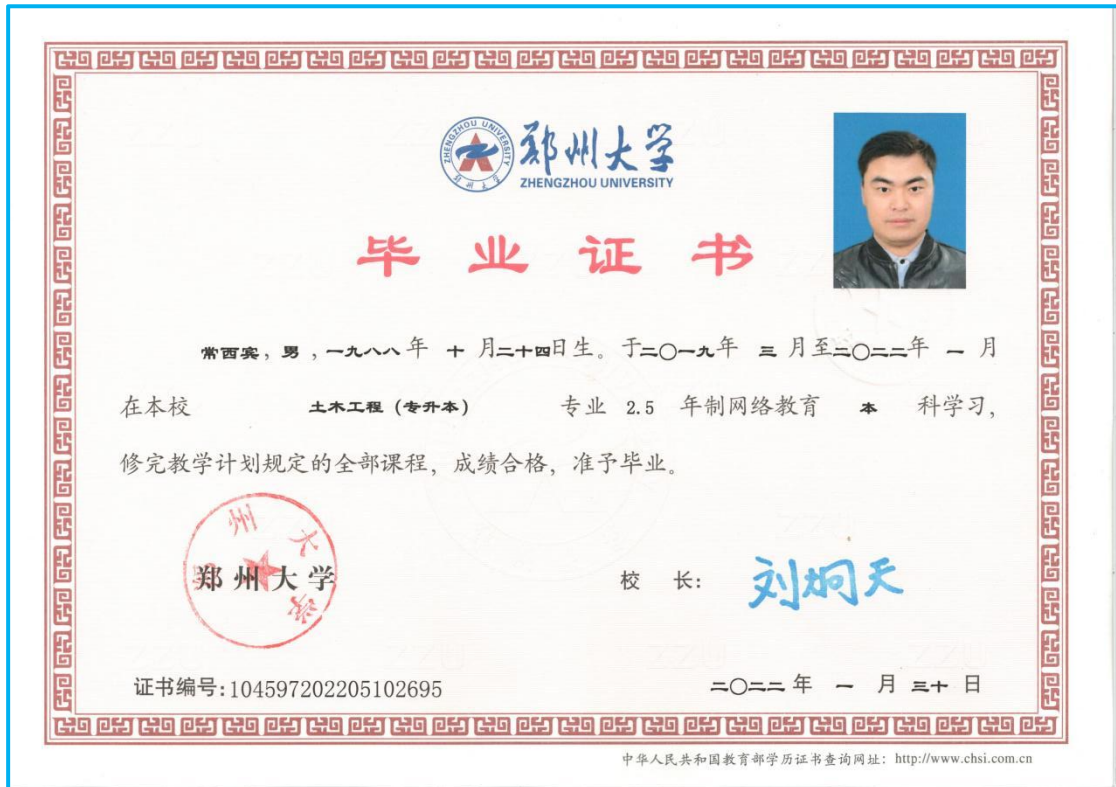 ZHENGZHOU UNIVERSITY
郑州大学
ZHENGZHOU UNIVERSITY
毕业证书
常西宾，男，一九八八年 十 月二十四日生。于二〇一九年 三 月至二〇二二年 一 月
在本校 土木工程（专升本） 专业 2.5 年制网络教育 本 科学习，
修完教学计划规定的全部课程，成绩合格，准予毕业。
郑州大学
郑州大学
校 长：刘炯天
证书编号:104597202205102695
二〇二二年 一 月 三十 日
中华人民共和国教育部学历证书查询网址：http://www.chsi.com.cn